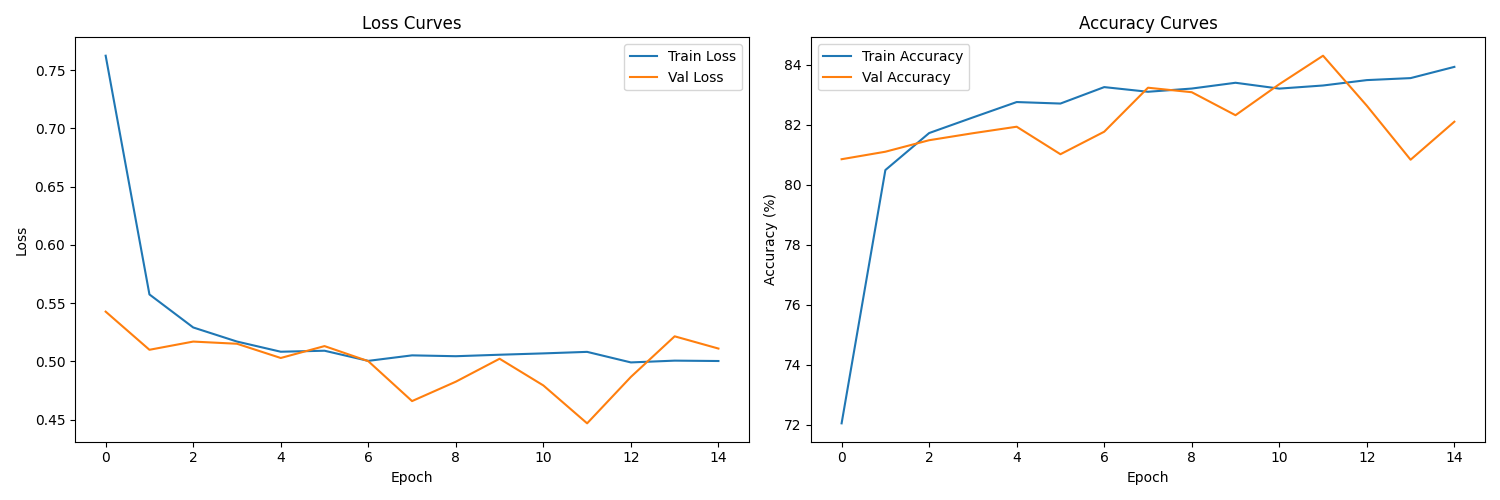 Loss Curves
Train Loss
Val Loss
0.75
0.70
0.65
0.60
0.55
0.50
0.45
Loss
0 2 4 6 8 10 12 14
Epoch
Accuracy Curves
Train Accuracy
Val Accuracy
84
82
80
78
76
74
72
Accuracy (%)
0 2 4 6 8 10 12 14
Epoch